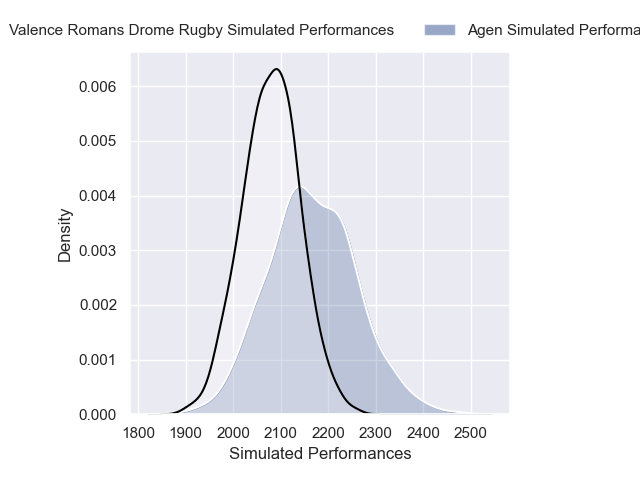 Valence Romans Drome Rugby Simulated Performances
Agen Simulated Performa
0.006
0.005
0.004
0.003
0.002
0.001
0.000
Density
1800 1900 2000 2100 2200 2300 2400 2500
Simulated Performances